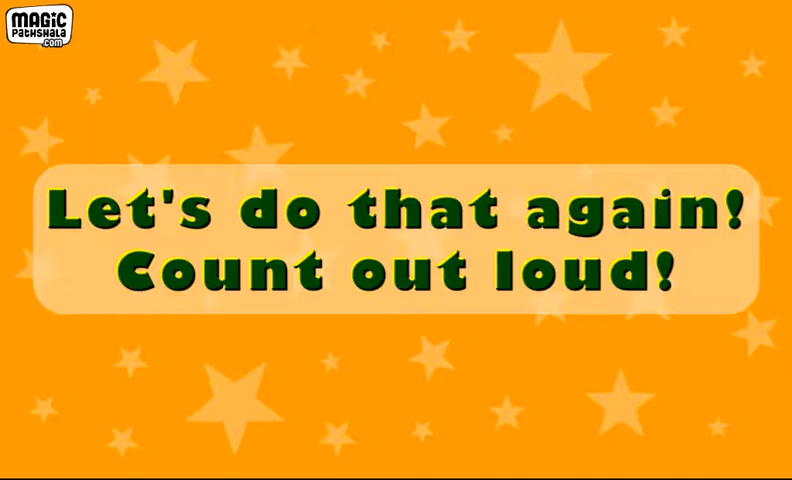 MAGIC
PATHSHALA
.com
Let's do that again!
Count out loud!